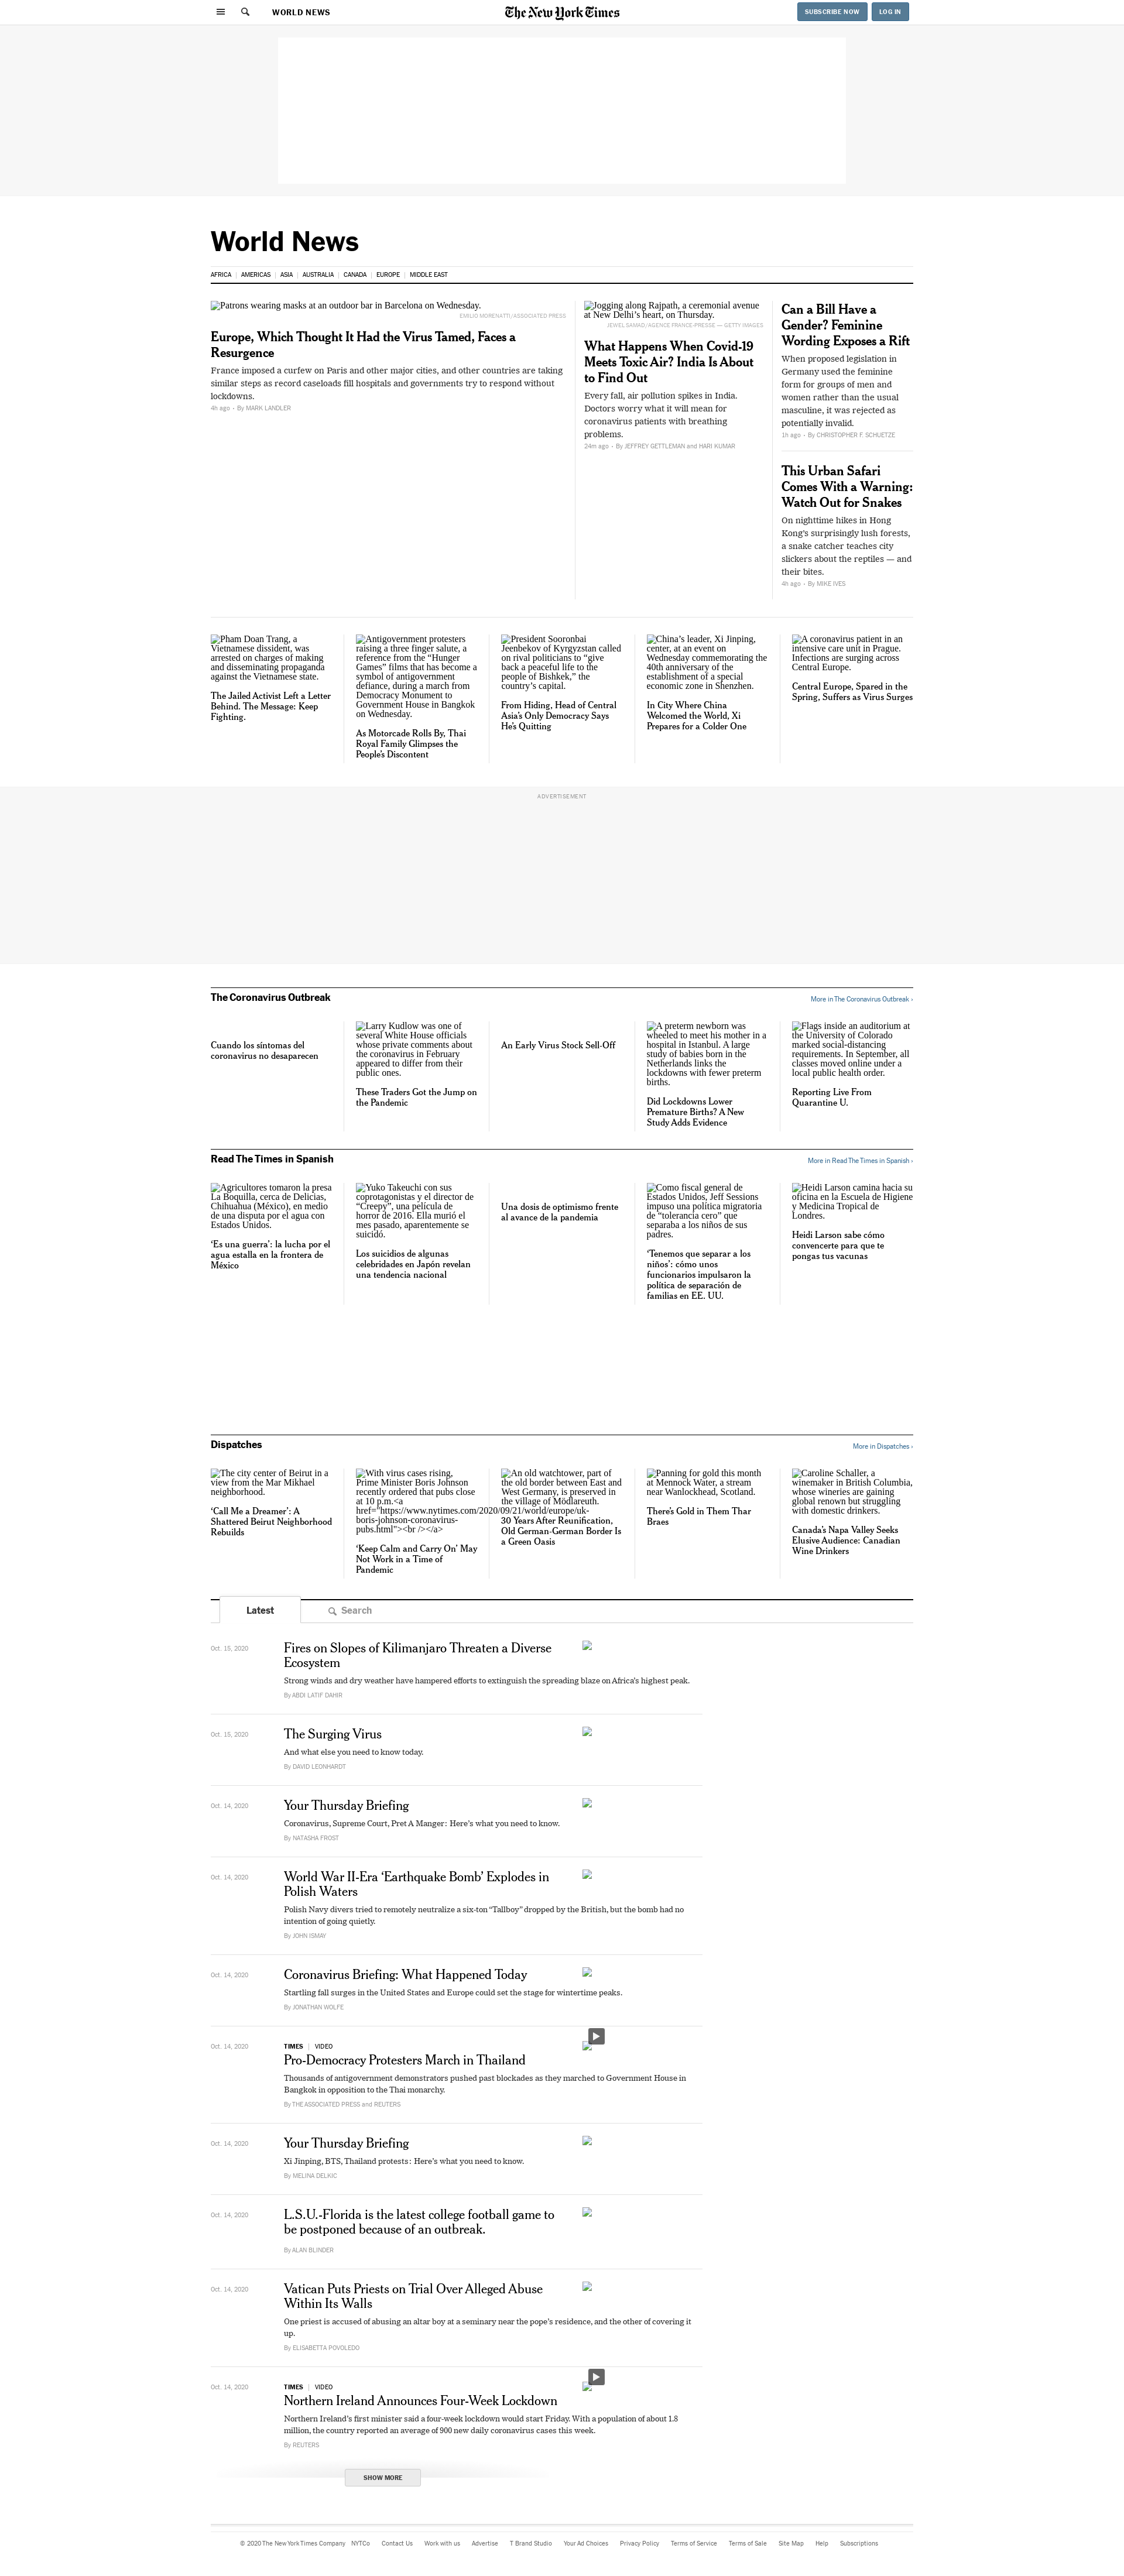 WORLD NEWS
The New York Times
SUBSCRIBE NOW
LOG IN
World News
AFRICA
AMERICAS
ASIA
AUSTRALIA
CANADA
EUROPE
MIDDLE EAST
Patrons wearing masks at an outdoor bar in Barcelona on Wednesday.
EMILIO MORENATTI/ASSOCIATED PRESS
Europe, Which Thought It Had the Virus Tamed, Faces a
Resurgence
France imposed a curfew on Paris and other major cities, and other countries are taking
similar steps as record caseloads fill hospitals and governments try to respond without
lockdowns.
4h ago - By MARK LANDLER
Jogging along Rajpath, a ceremonial avenue
at New Delhi’s heart, on Thursday.
JEWEL SAMAD/AGENCE FRANCE-PRESSE — GETTY IMAGES
What Happens When Covid-19
Meets Toxic Air? India Is About
to Find Out
Every fall, air pollution spikes in India.
Doctors worry what it will mean for
coronavirus patients with breathing
problems.
24m ago - By JEFFREY GETTLEMAN and HARI KUMAR
Can a Bill Have a
Gender? Feminine
Wording Exposes a Rift
When proposed legislation in
Germany used the feminine
form for groups of men and
women rather than the usual
masculine, it was rejected as
potentially invalid.
1h ago - By CHRISTOPHER F. SCHUETZE
This Urban Safari
Comes With a Warning:
Watch Out for Snakes
On nighttime hikes in Hong
Kong’s surprisingly lush forests,
a snake catcher teaches city
slickers about the reptiles — and
their bites.
4h ago - By MIKE IVES
Pham Doan Trang, a
Vietnamese dissident, was
arrested on charges of making
and disseminating propaganda
against the Vietnamese state.
The Jailed Activist Left a Letter
Behind. The Message: Keep
Fighting.
Antigovernment protesters
raising a three finger salute, a
reference from the “Hunger
Games” films that has become a
symbol of antigovernment
defiance, during a march from
Democracy Monument to
Government House in Bangkok
on Wednesday.
As Motorcade Rolls By, Thai
Royal Family Glimpses the
People’s Discontent
President Sooronbai
Jeenbekov of Kyrgyzstan called
on rival politicians to “give
back a peaceful life to the
people of Bishkek,” the
country’s capital.
From Hiding, Head of Central
Asia’s Only Democracy Says
He’s Quitting
China’s leader, Xi Jinping,
center, at an event on
Wednesday commemorating the
40th anniversary of the
establishment of a special
economic zone in Shenzhen.
In City Where China
Welcomed the World, Xi
Prepares for a Colder One
A coronavirus patient in an
intensive care unit in Prague.
Infections are surging across
Central Europe.
Central Europe, Spared in the
Spring, Suffers as Virus Surges
ADVERTISEMENT
The Coronavirus Outbreak
More in The Coronavirus Outbreak ›
Cuando los síntomas del
coronavirus no desaparecen
Larry Kudlow was one of
several White House officials
whose private comments about
the coronavirus in February
appeared to differ from their
public ones.
These Traders Got the Jump on
the Pandemic
An Early Virus Stock Sell-Off
A preterm newborn was
wheeled to meet his mother in a
hospital in Istanbul. A large
study of babies born in the
Netherlands links the
lockdowns with fewer preterm
births.
Did Lockdowns Lower
Premature Births? A New
Study Adds Evidence
Flags inside an auditorium at
the University of Colorado
marked social-distancing
requirements. In September, all
classes moved online under a
local public health order.
Reporting Live From
Quarantine U.
Read The Times in Spanish
More in Read The Times in Spanish ›
Agricultores tomaron la presa
La Boquilla, cerca de Delicias,
Chihuahua (México), en medio
de una disputa por el agua con
Estados Unidos.
‘Es una guerra’: la lucha por el
agua estalla en la frontera de
México
Yuko Takeuchi con sus
coprotagonistas y el director de
“Creepy”, una película de
horror de 2016. Ella murió el
mes pasado, aparentemente se
suicidó.
Los suicidios de algunas
celebridades en Japón revelan
una tendencia nacional
Una dosis de optimismo frente
al avance de la pandemia
Como fiscal general de
Estados Unidos, Jeff Sessions
impuso una política migratoria
de “tolerancia cero” que
separaba a los niños de sus
padres.
‘Tenemos que separar a los
niños’: cómo unos
funcionarios impulsaron la
política de separación de
familias en EE. UU.
Heidi Larson camina hacia su
oficina en la Escuela de Higiene
y Medicina Tropical de
Londres.
Heidi Larson sabe cómo
convencerte para que te
pongas tus vacunas
Dispatches
More in Dispatches ›
The city center of Beirut in a
view from the Mar Mikhael
neighborhood.
‘Call Me a Dreamer’: A
Shattered Beirut Neighborhood
Rebuilds
With virus cases rising,
Prime Minister Boris Johnson
recently ordered that pubs close
at 10 p.m.<a
href="https://www.nytimes.com/2020/09/21/world/europe/uk-
boris-johnson-coronavirus-
pubs.html"><br /></a>
‘Keep Calm and Carry On’ May
Not Work in a Time of
Pandemic
An old watchtower, part of
the old border between East and
West Germany, is preserved in
the village of Mödlareuth.
30 Years After Reunification,
Old German-German Border Is
a Green Oasis
Panning for gold this month
at Mennock Water, a stream
near Wanlockhead, Scotland.
There’s Gold in Them Thar
Braes
Caroline Schaller, a
winemaker in British Columbia,
whose wineries are gaining
global renown but struggling
with domestic drinkers.
Canada’s Napa Valley Seeks
Elusive Audience: Canadian
Wine Drinkers
Latest
Search
Oct. 15, 2020
Fires on Slopes of Kilimanjaro Threaten a Diverse
Ecosystem
Strong winds and dry weather have hampered efforts to extinguish the spreading blaze on Africa’s highest peak.
By ABDI LATIF DAHIR
Oct. 15, 2020
The Surging Virus
And what else you need to know today.
By DAVID LEONHARDT
Oct. 14, 2020
Your Thursday Briefing
Coronavirus, Supreme Court, Pret A Manger: Here’s what you need to know.
By NATASHA FROST
Oct. 14, 2020
World War II-Era ‘Earthquake Bomb’ Explodes in
Polish Waters
Polish Navy divers tried to remotely neutralize a six-ton “Tallboy” dropped by the British, but the bomb had no
intention of going quietly.
By JOHN ISMAY
Oct. 14, 2020
Coronavirus Briefing: What Happened Today
Startling fall surges in the United States and Europe could set the stage for wintertime peaks.
By JONATHAN WOLFE
Oct. 14, 2020
TIMES | VIDEO
Pro-Democracy Protesters March in Thailand
Thousands of antigovernment demonstrators pushed past blockades as they marched to Government House in
Bangkok in opposition to the Thai monarchy.
By THE ASSOCIATED PRESS and REUTERS
Oct. 14, 2020
Your Thursday Briefing
Xi Jinping, BTS, Thailand protests: Here’s what you need to know.
By MELINA DELKIC
Oct. 14, 2020
L.S.U.-Florida is the latest college football game to
be postponed because of an outbreak.
By ALAN BLINDER
Oct. 14, 2020
Vatican Puts Priests on Trial Over Alleged Abuse
Within Its Walls
One priest is accused of abusing an altar boy at a seminary near the pope’s residence, and the other of covering it
up.
By ELISABETTA POVOLEDO
Oct. 14, 2020
TIMES | VIDEO
Northern Ireland Announces Four-Week Lockdown
Northern Ireland’s first minister said a four-week lockdown would start Friday. With a population of about 1.8
million, the country reported an average of 900 new daily coronavirus cases this week.
By REUTERS
SHOW MORE
© 2020 The New York Times Company
NYTCo
Contact Us
Work with us
Advertise
T Brand Studio
Your Ad Choices
Privacy Policy
Terms of Service
Terms of Sale
Site Map
Help
Subscriptions